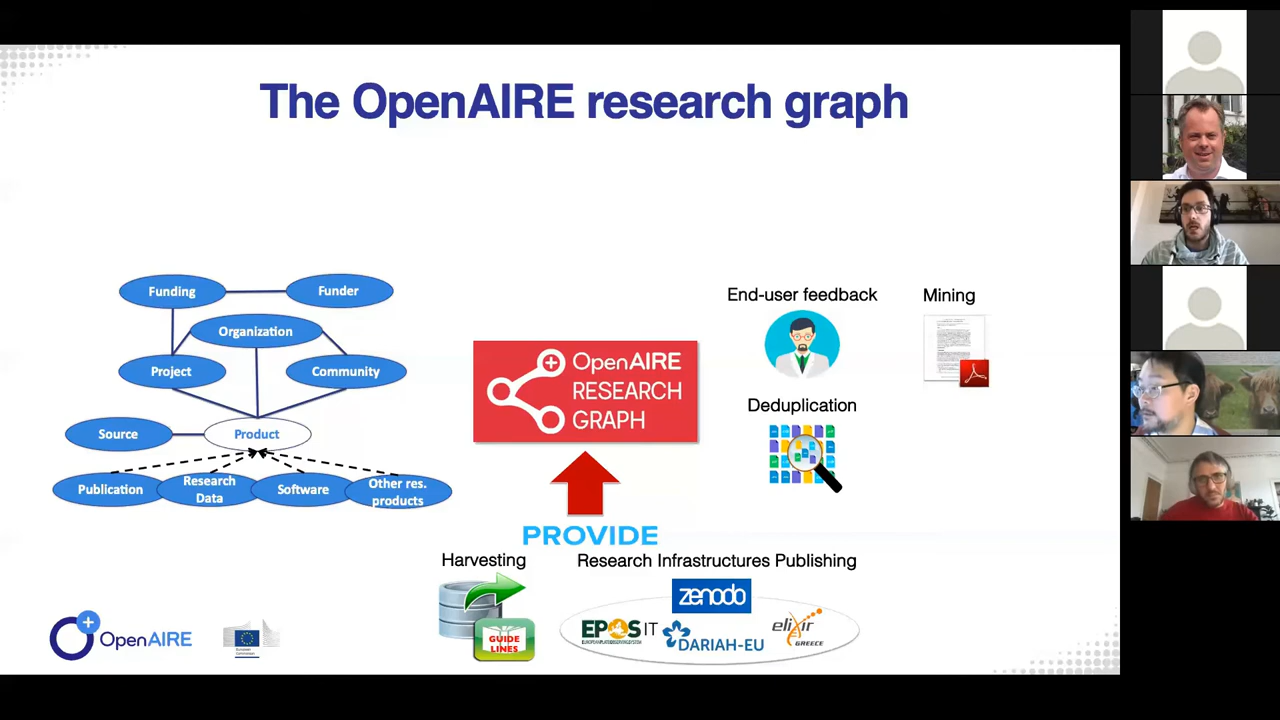 The OpenAIRE research graph
Funding
Funder
Organization
Project
Community
Source
Product
Publication
Research
Data
Software
Other res.
products
OpenAIRE
RESEARCH
GRAPH
End-user feedback
Mining
Deduplication
PROVIDE
Harvesting
GUIDE
LINES
Research Infrastructures Publishing
zenodo
EPOS IT
DARIAH-EU
elixir
GREECE
OpenAIRE
European
Commission